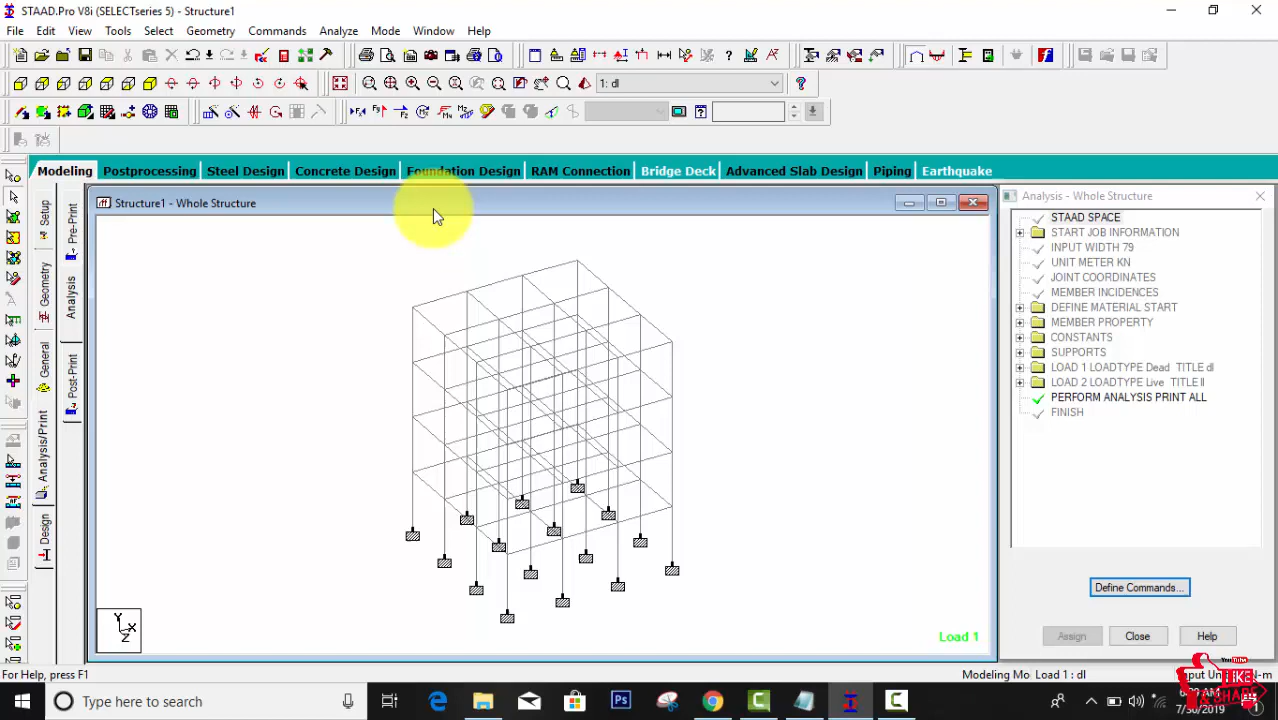 STAAD.Pro V8i (SELECTseries 5) - Structure1
File Edit View Tools Select Geometry Commands Analyze Mode Window Help
1: dl
Modeling Postprocessing Steel Design Concrete Design Foundation Design RAM Connection Bridge Deck Advanced Slab Design Piping Earthquake
Setup
Geometry
General
Analysis/Print
Design
Pre-Print
Analysis
Post-Print
Structure1 - Whole Structure
Y
X
Z
Load 1
Analysis - Whole Structure
STAAD SPACE
START JOB INFORMATION
INPUT WIDTH 79
UNIT METER KN
JOINT COORDINATES
MEMBER INCIDENCES
DEFINE MATERIAL START
MEMBER PROPERTY
CONSTANTS
SUPPORTS
LOAD 1 LOADTYPE Dead TITLE dl
LOAD 2 LOADTYPE Live TITLE ll
PERFORM ANALYSIS PRINT ALL
FINISH
Define Commands...
Assign Close Help
For Help, press F1
Modeling Mo Load 1 : dl
YouTube
LIKE
& SHARE
Type here to search
Ps
7/30/2019